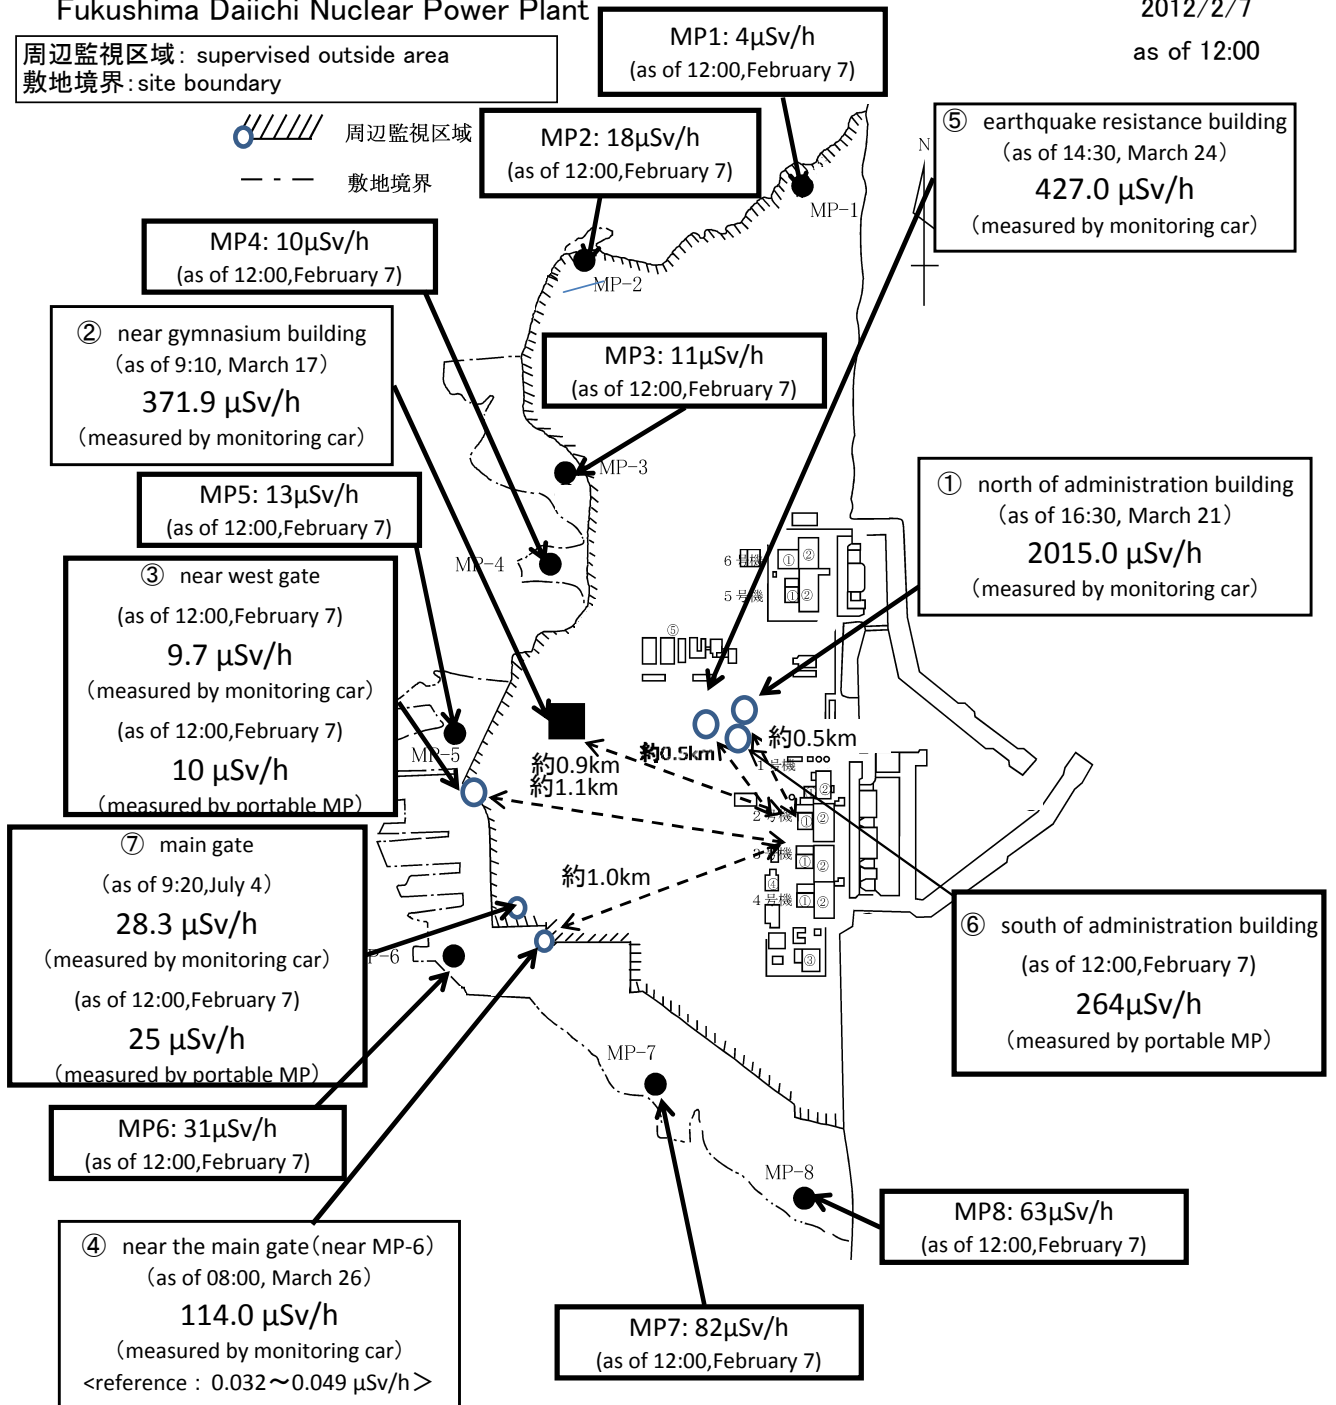 Fukushima Daiichi Nuclear Power Plant
2012/2/7
as of 12:00
周辺監視区域: supervised outside area
敷地境界:site boundary
周辺監視区域
敷地境界
MP1: 4μSv/h
(as of 12:00,February 7)
MP2: 18μSv/h
(as of 12:00,February 7)
⑤ earthquake resistance building
(as of 14:30, March 24)
427.0 μSv/h
(measured by monitoring car)
N
MP-1
MP4: 10μSv/h
(as of 12:00,February 7)
MP-2
② near gymnasium building
(as of 9:10, March 17)
371.9 μSv/h
(measured by monitoring car)
MP3: 11μSv/h
(as of 12:00,February 7)
MP-3
MP5: 13μSv/h
(as of 12:00,February 7)
① north of administration building
(as of 16:30, March 21)
2015.0 μSv/h
(measured by monitoring car)
MP-4
③ near west gate
(as of 12:00,February 7)
9.7 μSv/h
(measured by monitoring car)
(as of 12:00,February 7)
10 μSv/h
(measured by portable MP)
6号機
① ②
5号機
① ②
⑤
MP-5
約0.9km
約1.1km
約0.5km
約0.5km
1号機
②
2号機
① ②
3号機
① ②
④
4号機
① ②
③
約1.0km
⑦ main gate
(as of 9:20,July 4)
28.3 μSv/h
(measured by monitoring car)
(as of 12:00,February 7)
25 μSv/h
(measured by portable MP)
P-6
⑥ south of administration building
(as of 12:00,February 7)
264μSv/h
(measured by portable MP)
MP-7
MP6: 31μSv/h
(as of 12:00,February 7)
MP-8
MP8: 63μSv/h
(as of 12:00,February 7)
④ near the main gate(near MP-6)
(as of 08:00, March 26)
114.0 μSv/h
(measured by monitoring car)
<reference : 0.032～0.049 μSv/h>
MP7: 82μSv/h
(as of 12:00,February 7)